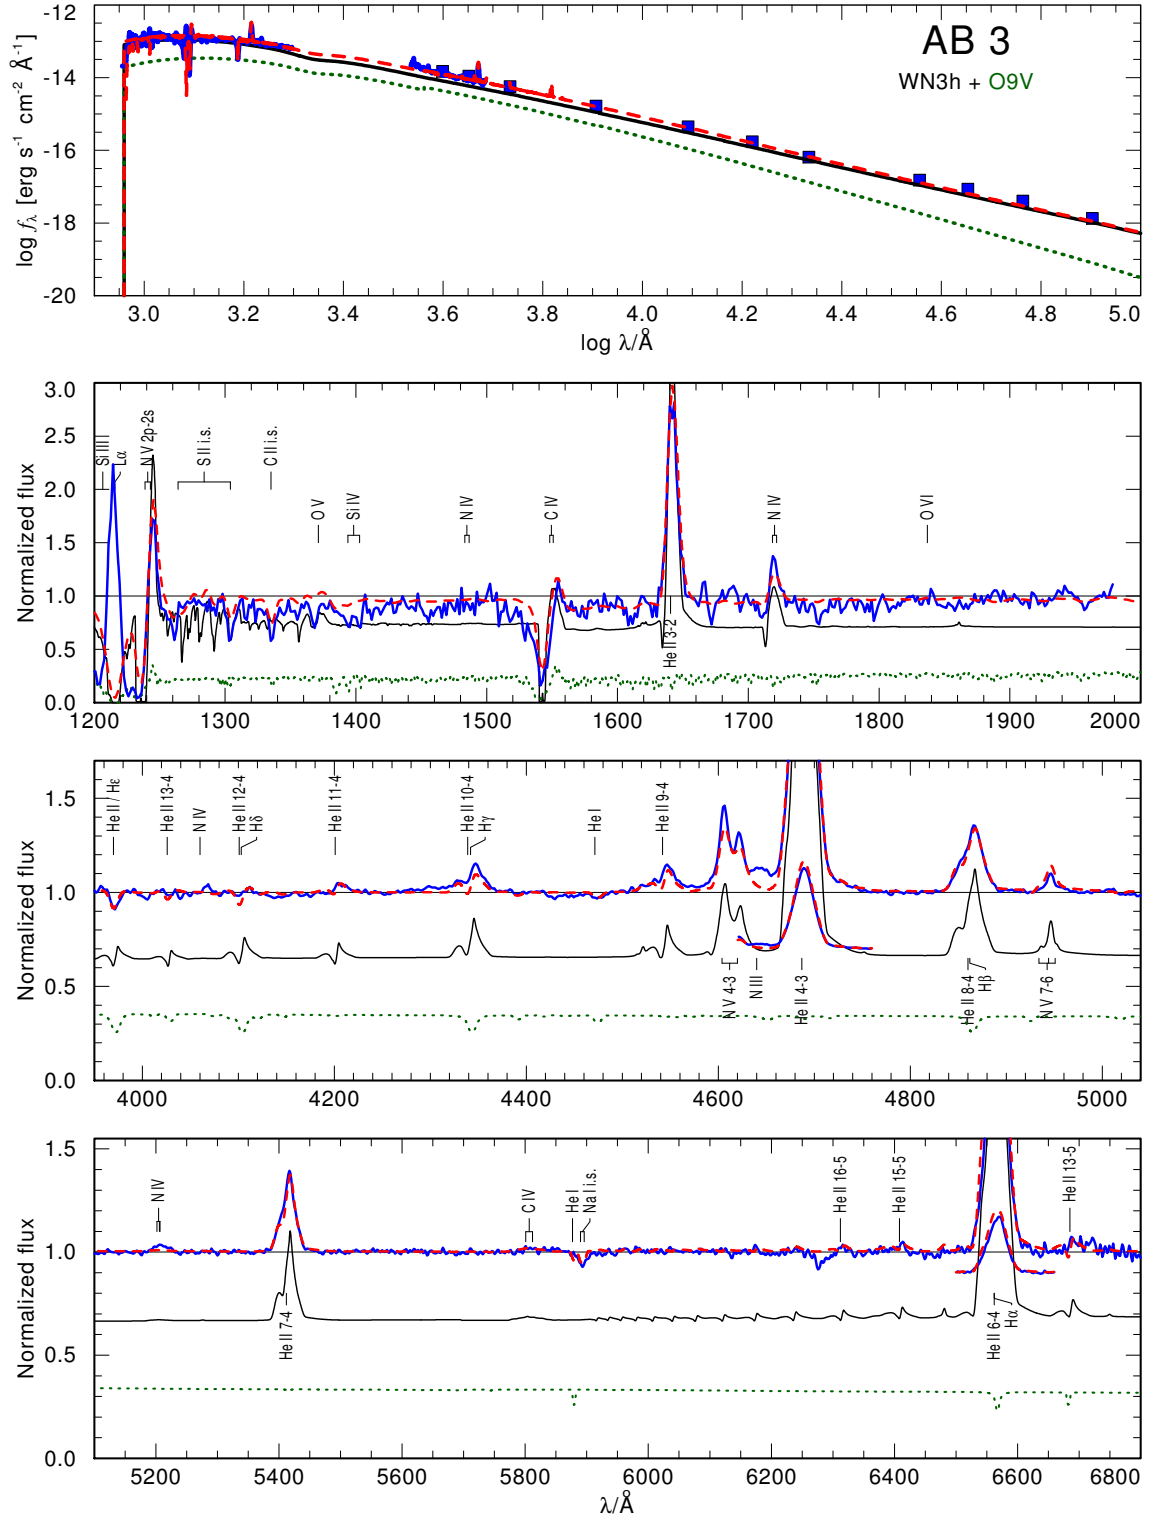 AB 3
WN3h + O9V
log fλ [erg s⁻¹ cm⁻² Å⁻¹]
-12
-14
-16
-18
-20
3.0 3.2 3.4 3.6 3.8 4.0 4.2 4.4 4.6 4.8 5.0
log λ/Å
Normalized flux
3.0
2.5
2.0
1.5
1.0
0.5
0.0
Si III
Lα
N V 2p-2s
S II i.s.
C II i.s.
O V
Si IV
N IV
C IV
He II 3-2
N IV
O VI
1200 1300 1400 1500 1600 1700 1800 1900 2000
Normalized flux
1.5
1.0
0.5
0.0
He II / Hε
He II 13-4
N IV
He II 12-4
Hδ
He II 11-4
He II 10-4
Hγ
He I
He II 9-4
N V 4-3
N III
He II 4-3
He II 8-4
Hβ
N V 7-6
4000 4200 4400 4600 4800 5000
Normalized flux
1.5
1.0
0.5
0.0
N IV
He II 7-4
C IV
He I
Na I i.s.
He II 16-5
He II 15-5
He II 6-4
Hα
He II 13-5
5200 5400 5600 5800 6000 6200 6400 6600 6800
λ/Å